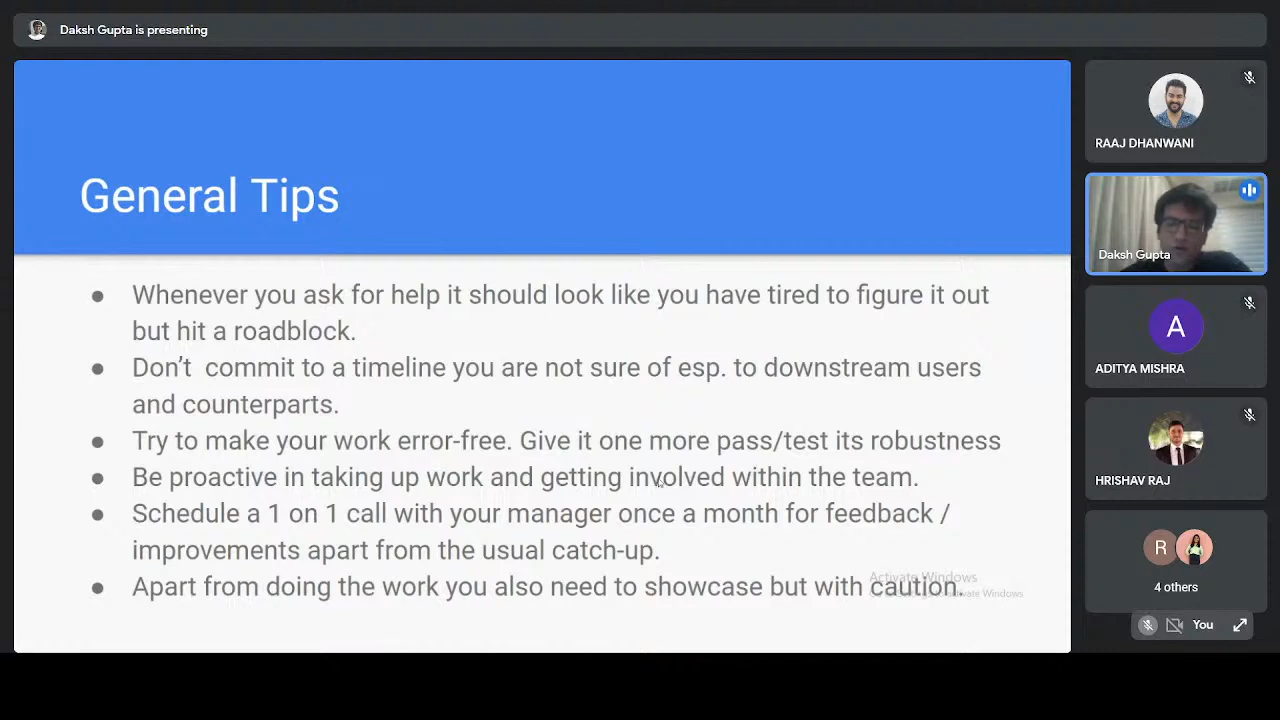 Daksh Gupta is presenting
General Tips
● Whenever you ask for help it should look like you have tired to figure it out
but hit a roadblock.
● Don’t  commit to a timeline you are not sure of esp. to downstream users
and counterparts.
● Try to make your work error-free. Give it one more pass/test its robustness
● Be proactive in taking up work and getting involved within the team.
● Schedule a 1 on 1 call with your manager once a month for feedback /
improvements apart from the usual catch-up.
● Apart from doing the work you also need to showcase but with caution.
Activate Windows
to activate Windows
RAAJ DHANWANI
Daksh Gupta
A
ADITYA MISHRA
HRISHAV RAJ
R
4 others
You